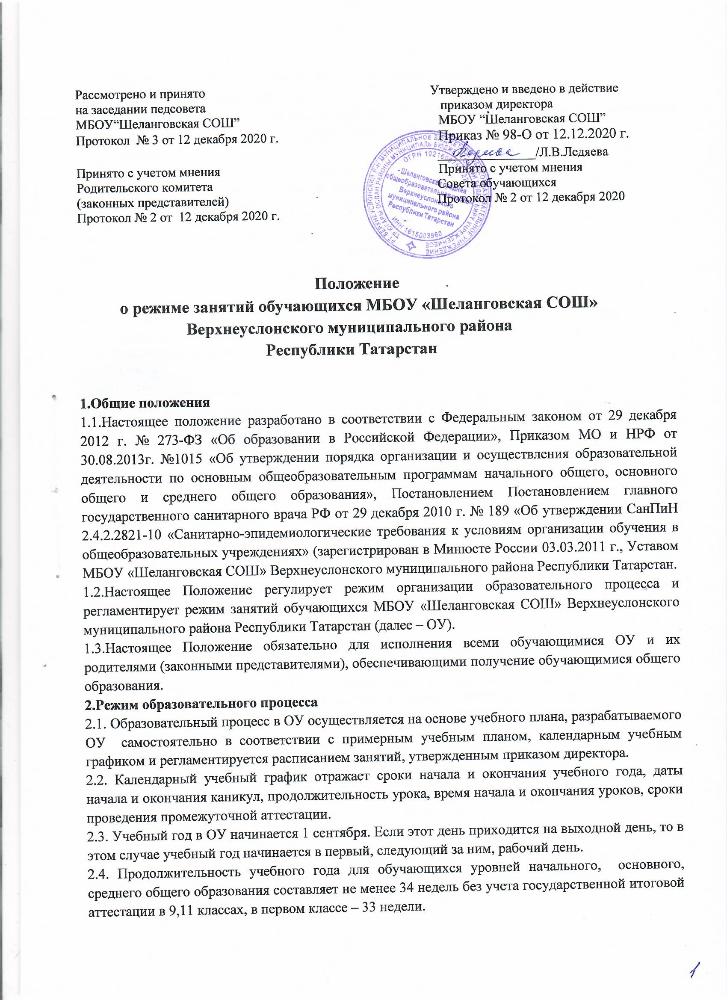 Рассмотрено и принято
на заседании педсовета
МБОУ“Шеланговская СОШ”
Протокол № 3 от 12 декабря 2020 г.
Принято с учетом мнения
Родительского комитета
(законных представителей)
Протокол № 2 от 12 декабря 2020 г.
Утверждено и введено в действие
приказом директора
МБОУ “Шеланговская СОШ”
Приказ № 98-О от 12.12.2020 г.
/Л.В.Ледяева
Принято с учетом мнения
Совета обучающихся
Протокол № 2 от 12 декабря 2020
Шеланговская средняя
общеобразовательная школа
Верхнеуслонского
муниципального района
Республики Татарстан
ИНН 1615003960
Положение
о режиме занятий обучающихся МБОУ «Шеланговская СОШ»
Верхнеуслонского муниципального района
Республики Татарстан
1.Общие положения
1.1.Настоящее положение разработано в соответствии с Федеральным законом от 29 декабря
2012 г. № 273-ФЗ «Об образовании в Российской Федерации», Приказом МО и НРФ от
30.08.2013г. №1015 «Об утверждении порядка организации и осуществления образовательной
деятельности по основным общеобразовательным программам начального общего, основного
общего и среднего общего образования», Постановлением Постановлением главного
государственного санитарного врача РФ от 29 декабря 2010 г. № 189 «Об утверждении СанПиН
2.4.2.2821-10 «Санитарно-эпидемиологические требования к условиям организации обучения в
общеобразовательных учреждениях» (зарегистрирован в Минюсте России 03.03.2011 г., Уставом
МБОУ «Шеланговская СОШ» Верхнеуслонского муниципального района Республики Татарстан.
1.2.Настоящее Положение регулирует режим организации образовательного процесса и
регламентирует режим занятий обучающихся МБОУ «Шеланговская СОШ» Верхнеуслонского
муниципального района Республики Татарстан (далее – ОУ).
1.3.Настоящее Положение обязательно для исполнения всеми обучающимися ОУ и их
родителями (законными представителями), обеспечивающими получение обучающимися общего
образования.
2.Режим образовательного процесса
2.1. Образовательный процесс в ОУ осуществляется на основе учебного плана, разрабатываемого
ОУ самостоятельно в соответствии с примерным учебным планом, календарным учебным
графиком и регламентируется расписанием занятий, утвержденным приказом директора.
2.2. Календарный учебный график отражает сроки начала и окончания учебного года, даты
начала и окончания каникул, продолжительность урока, время начала и окончания уроков, сроки
проведения промежуточной аттестации.
2.3. Учебный год в ОУ начинается 1 сентября. Если этот день приходится на выходной день, то в
этом случае учебный год начинается в первый, следующий за ним, рабочий день.
2.4. Продолжительность учебного года для обучающихся уровней начального, основного,
среднего общего образования составляет не менее 34 недель без учета государственной итоговой
аттестации в 9,11 классах, в первом классе – 33 недели.
1